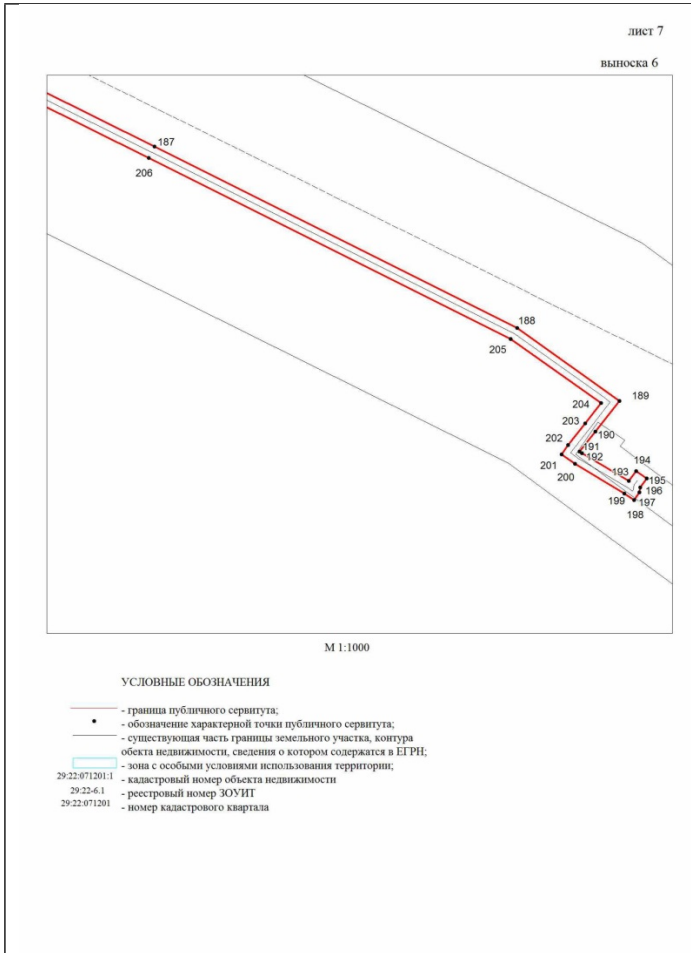 лист 7
выноска 6
187
206
188
205
189
204
203
190
202
191
192
201
194
200
193
195
196
199
197
198
М 1:1000
УСЛОВНЫЕ ОБОЗНАЧЕНИЯ
- граница публичного сервитута;
- обозначение характерной точки публичного сервитута;
- существующая часть границы земельного участка, контура
обекта недвижимости, сведения о котором содержатся в ЕГРН;
- зона с особыми условиями использования территории;
29:22:071201:1 - кадастровый номер объекта недвижимости
29:22-6.1 - реестровый номер ЗОУИТ
29:22:071201 - номер кадастрового квартала